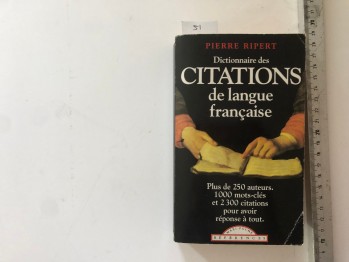 PIERRE RIPERT
Dictionnaire des
CITATIONS
de langue
française
Plus de 250 auteurs.
1000 mots-clés
et 2 300 citations
pour avoir
réponse à tout.
RÉFÉRENCES